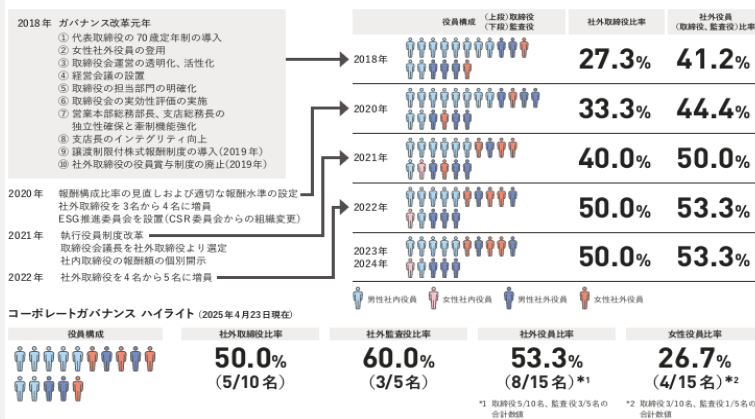 2018年 ガバナンス改革元年
① 代表取締役の70歳定年制の導入
② 女性社外役員の登用
③ 取締役会運営の透明化、活性化
④ 経営会議の設置
⑤ 取締役の担当部門の明確化
⑥ 取締役会の実効性評価の実施
⑦ 営業本部総務部長、支店総務部長の
独立性確保と牽制機能強化
⑧ 支店長のインテグリティ向上
⑨ 譲渡制限付株式報酬制度の導入(2019年)
⑩ 社外取締役の役員賞与制度の廃止(2019年)
2020年 報酬構成比率の見直しおよび適切な報酬水準の設定
社外取締役を3名から4名に増員
ESG推進委員会を設置(CSR委員会からの組織変更)
2021年 執行役員制度改革
取締役会議長を社外取締役より選定
社内取締役の報酬額の個別開示
2022年 社外取締役を4名から5名に増員
役員構成 (上段)取締役 (下段)監査役 社外取締役比率 社外役員(取締役、監査役)比率
2018年 27.3% 41.2%
2020年 33.3% 44.4%
2021年 40.0% 50.0%
2022年 50.0% 53.3%
2023年 2024年 50.0% 53.3%
男性社内役員 女性社内役員 男性社外役員 女性社外役員
コーポレートガバナンス ハイライト (2025年4月23日現在)
役員構成 社外取締役比率 社外監査役比率 社外役員比率 女性役員比率
50.0% 60.0% 53.3% 26.7%
(5/10名) (3/5名) (8/15名)*1 (4/15名)*2
*1 取締役5/10名、監査役3/5名の合計数値
*2 取締役3/10名、監査役1/5名の合計数値